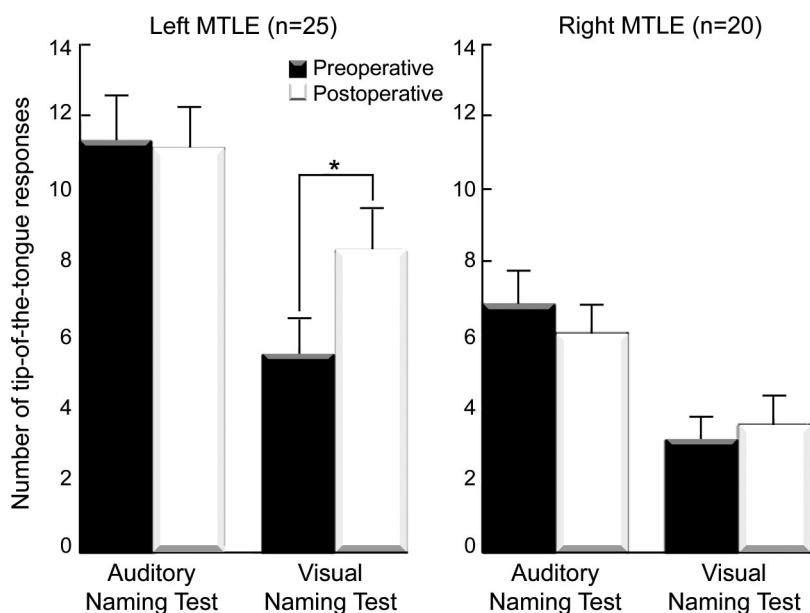 Left MTLE (n=25)
Right MTLE (n=20)
Number of tip-of-the-tongue responses
14
12
10
8
6
4
2
0
Preoperative
Postoperative
*
14
12
10
8
6
4
2
0
Auditory
Naming Test
Visual
Naming Test
Auditory
Naming Test
Visual
Naming Test